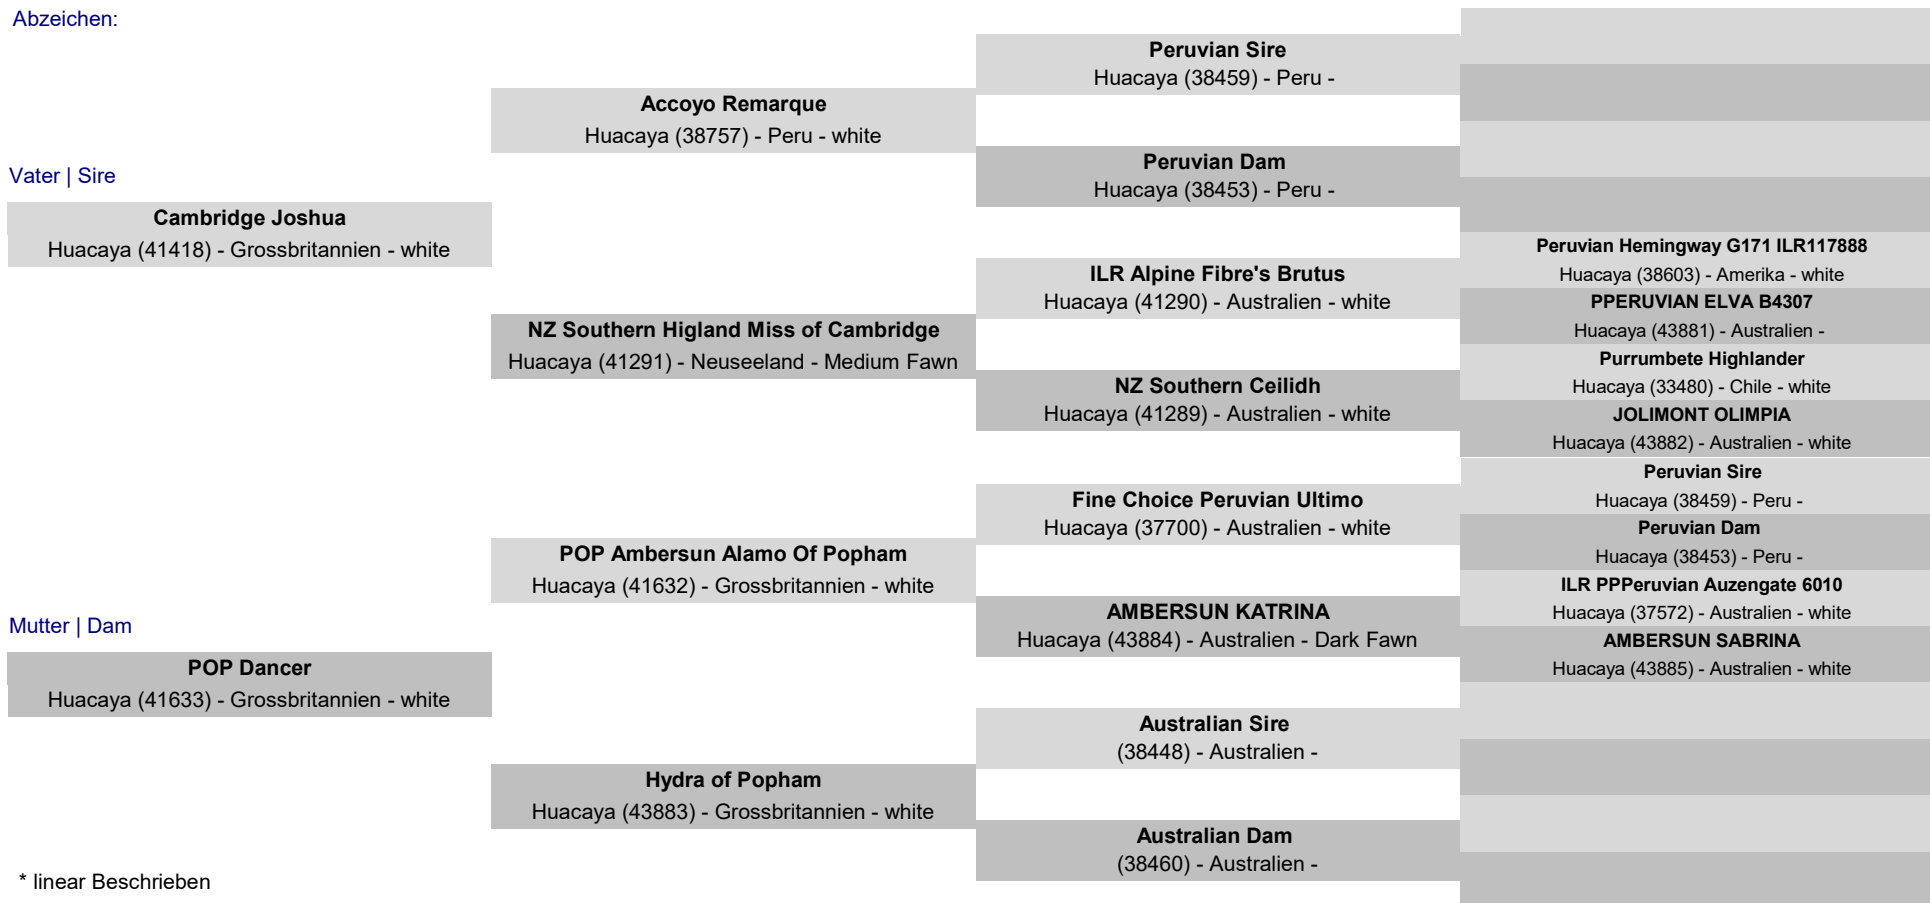 Abzeichen:
Peruvian Sire
Huacaya (38459) - Peru -
Accoyo Remarque
Huacaya (38757) - Peru - white
Peruvian Dam
Huacaya (38453) - Peru -
Vater | Sire
Cambridge Joshua
Huacaya (41418) - Grossbritannien - white
Peruvian Hemingway G171 ILR117888
Huacaya (38603) - Amerika - white
ILR Alpine Fibre's Brutus
Huacaya (41290) - Australien - white
PPERUVIAN ELVA B4307
Huacaya (43881) - Australien -
NZ Southern Higland Miss of Cambridge
Huacaya (41291) - Neuseeland - Medium Fawn
Purrumbete Highlander
Huacaya (33480) - Chile - white
NZ Southern Ceilidh
Huacaya (41289) - Australien - white
JOLIMONT OLIMPIA
Huacaya (43882) - Australien - white
Peruvian Sire
Huacaya (38459) - Peru -
Fine Choice Peruvian Ultimo
Huacaya (37700) - Australien - white
Peruvian Dam
Huacaya (38453) - Peru -
POP Ambersun Alamo Of Popham
Huacaya (41632) - Grossbritannien - white
ILR PPPeruvian Auzengate 6010
Huacaya (37572) - Australien - white
AMBERSUN KATRINA
Huacaya (43884) - Australien - Dark Fawn
AMBERSUN SABRINA
Huacaya (43885) - Australien - white
Mutter | Dam
POP Dancer
Huacaya (41633) - Grossbritannien - white
Australian Sire
(38448) - Australien -
Hydra of Popham
Huacaya (43883) - Grossbritannien - white
Australian Dam
(38460) - Australien -
* linear Beschrieben